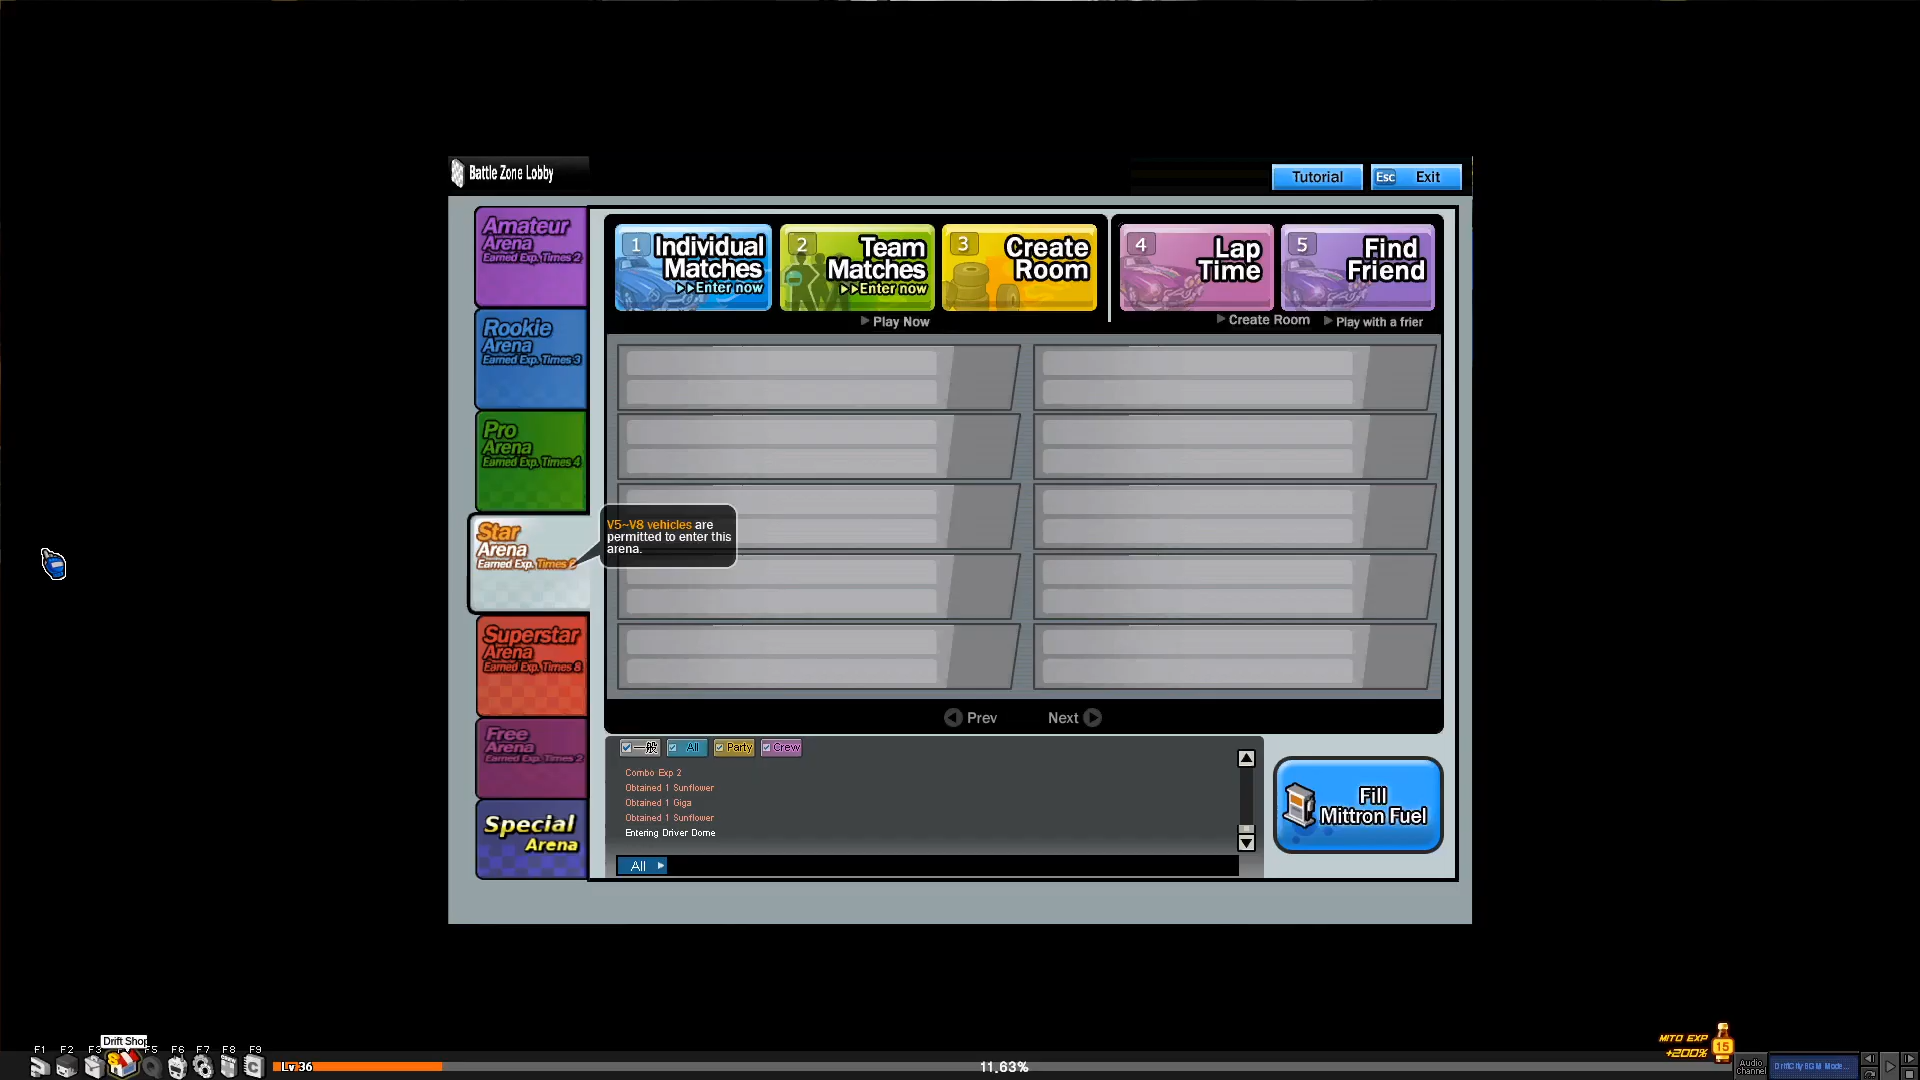 Battle Zone Lobby
Tutorial
Esc Exit
Amateur
Arena
Earned Exp. Times 2
Rookie
Arena
Earned Exp. Times 3
Pro
Arena
Earned Exp. Times 4
Star
Arena
Earned Exp. Times
Superstar
Arena
Earned Exp. Times 8
Free
Arena
Earned Exp. Times 2
Special
Arena
1 Individual
Matches
Enter now
2 Team
Matches
Enter now
3 Create
Room
4 Lap
Time
5 Find
Friend
Play Now
Create Room
Play with a frier
V5~V8 vehicles are
permitted to enter this
arena.
Prev Next
一般 All Party Crew
Combo Exp 2
Obtained 1 Sunflower
Obtained 1 Giga
Obtained 1 Sunflower
Entering Driver Dome
All
Fill
Mittron Fuel
Drift Shop
F1 F2 F3 F5 F6 F7 F8 F9
Lv 36
11.63%
MITO EXP
+200%
15
Audio
Channel